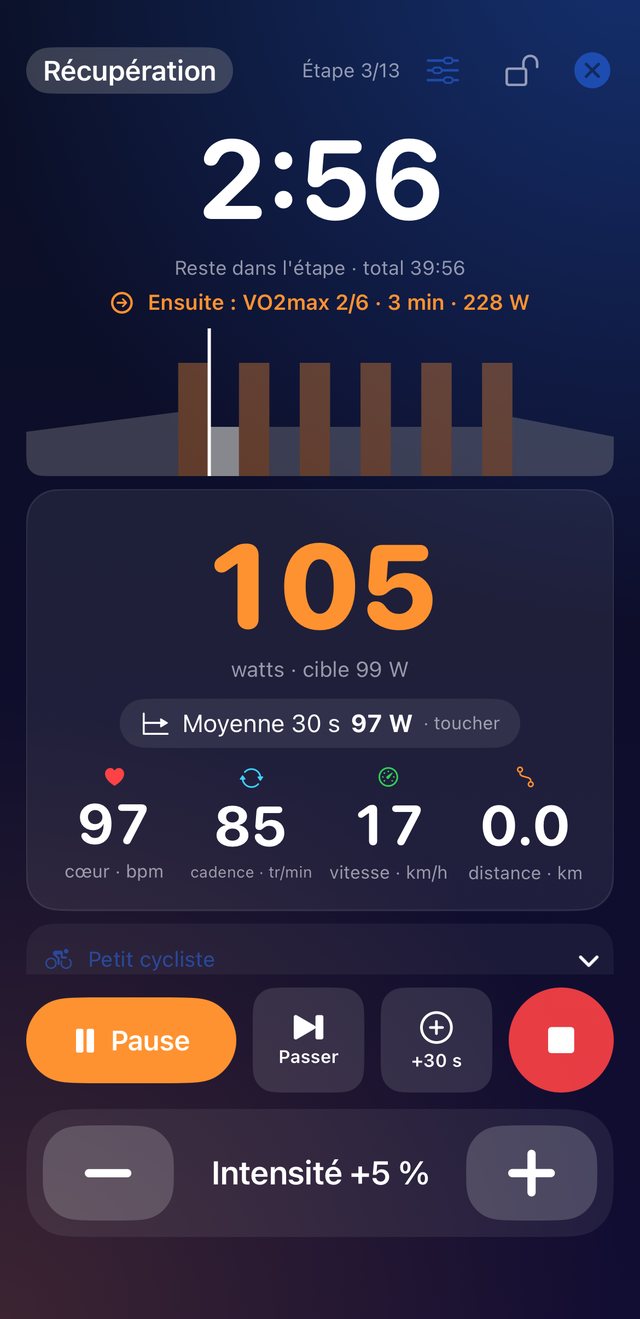 Récupération
Étape 3/13
2:56
Reste dans l'étape · total 39:56
Ensuite : VO2max 2/6 · 3 min · 228 W
105
watts · cible 99 W
Moyenne 30 s 97 W · toucher
97 85 17 0.0
cœur · bpm cadence · tr/min vitesse · km/h distance · km
Petit cycliste
Pause
Passer
+30 s
Intensité +5 %